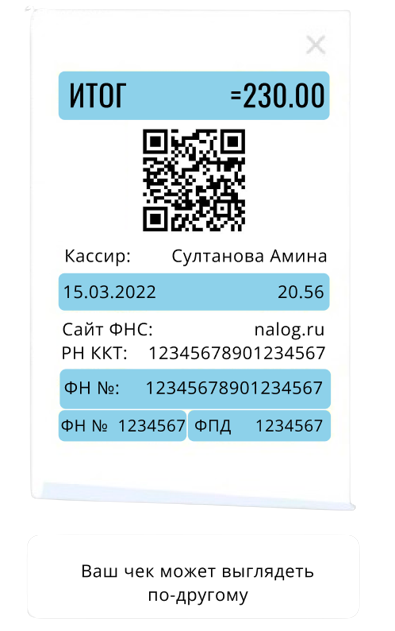 ИТОГ =230.00
Кассир: Султанова Амина
15.03.2022 20.56
Сайт ФНС: nalog.ru
РН ККТ: 12345678901234567
ФН №: 12345678901234567
ФН № 1234567 ФПД 1234567
Ваш чек может выглядеть
по-другому